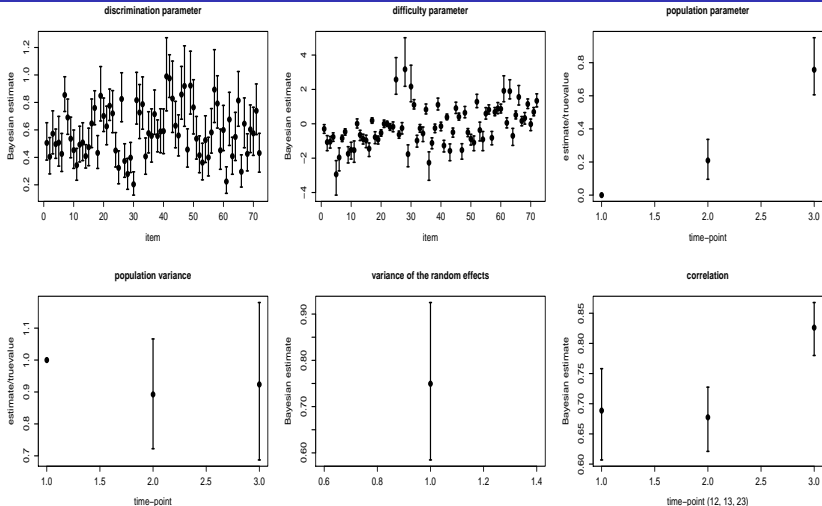 discrimination parameter
Bayesian estimate
0.2 0.4 0.6 0.8 1.0 1.2
0 10 20 30 40 50 60 70
item
difficulty parameter
Bayesian estimate
−4 −2 0 2 4
0 10 20 30 40 50 60 70
item
population parameter
estimate/truevalue
0.0 0.2 0.4 0.6 0.8
1.0 1.5 2.0 2.5 3.0
time−point
population variance
estimate/truevalue
0.7 0.8 0.9 1.0 1.1
1.0 1.5 2.0 2.5 3.0
time−point
variance of the random effects
Bayesian estimate
0.60 0.70 0.80 0.90
0.6 0.8 1.0 1.2 1.4
correlation
Bayesian estimate
0.60 0.65 0.70 0.75 0.80 0.85
1.0 1.5 2.0 2.5 3.0
time−point (12, 13, 23)